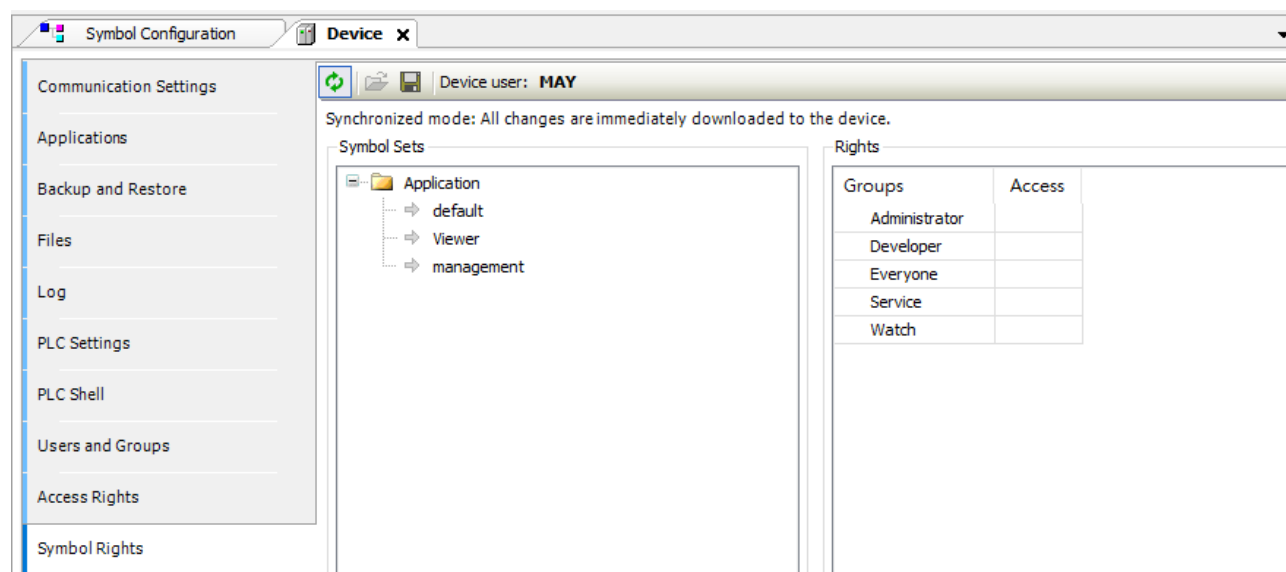 Symbol Configuration
Device
Communication Settings
Applications
Backup and Restore
Files
Log
PLC Settings
PLC Shell
Users and Groups
Access Rights
Symbol Rights
Device user: MAY
Synchronized mode: All changes are immediately downloaded to the device.
Symbol Sets
Application
default
Viewer
management
Rights
Groups Access
Administrator
Developer
Everyone
Service
Watch